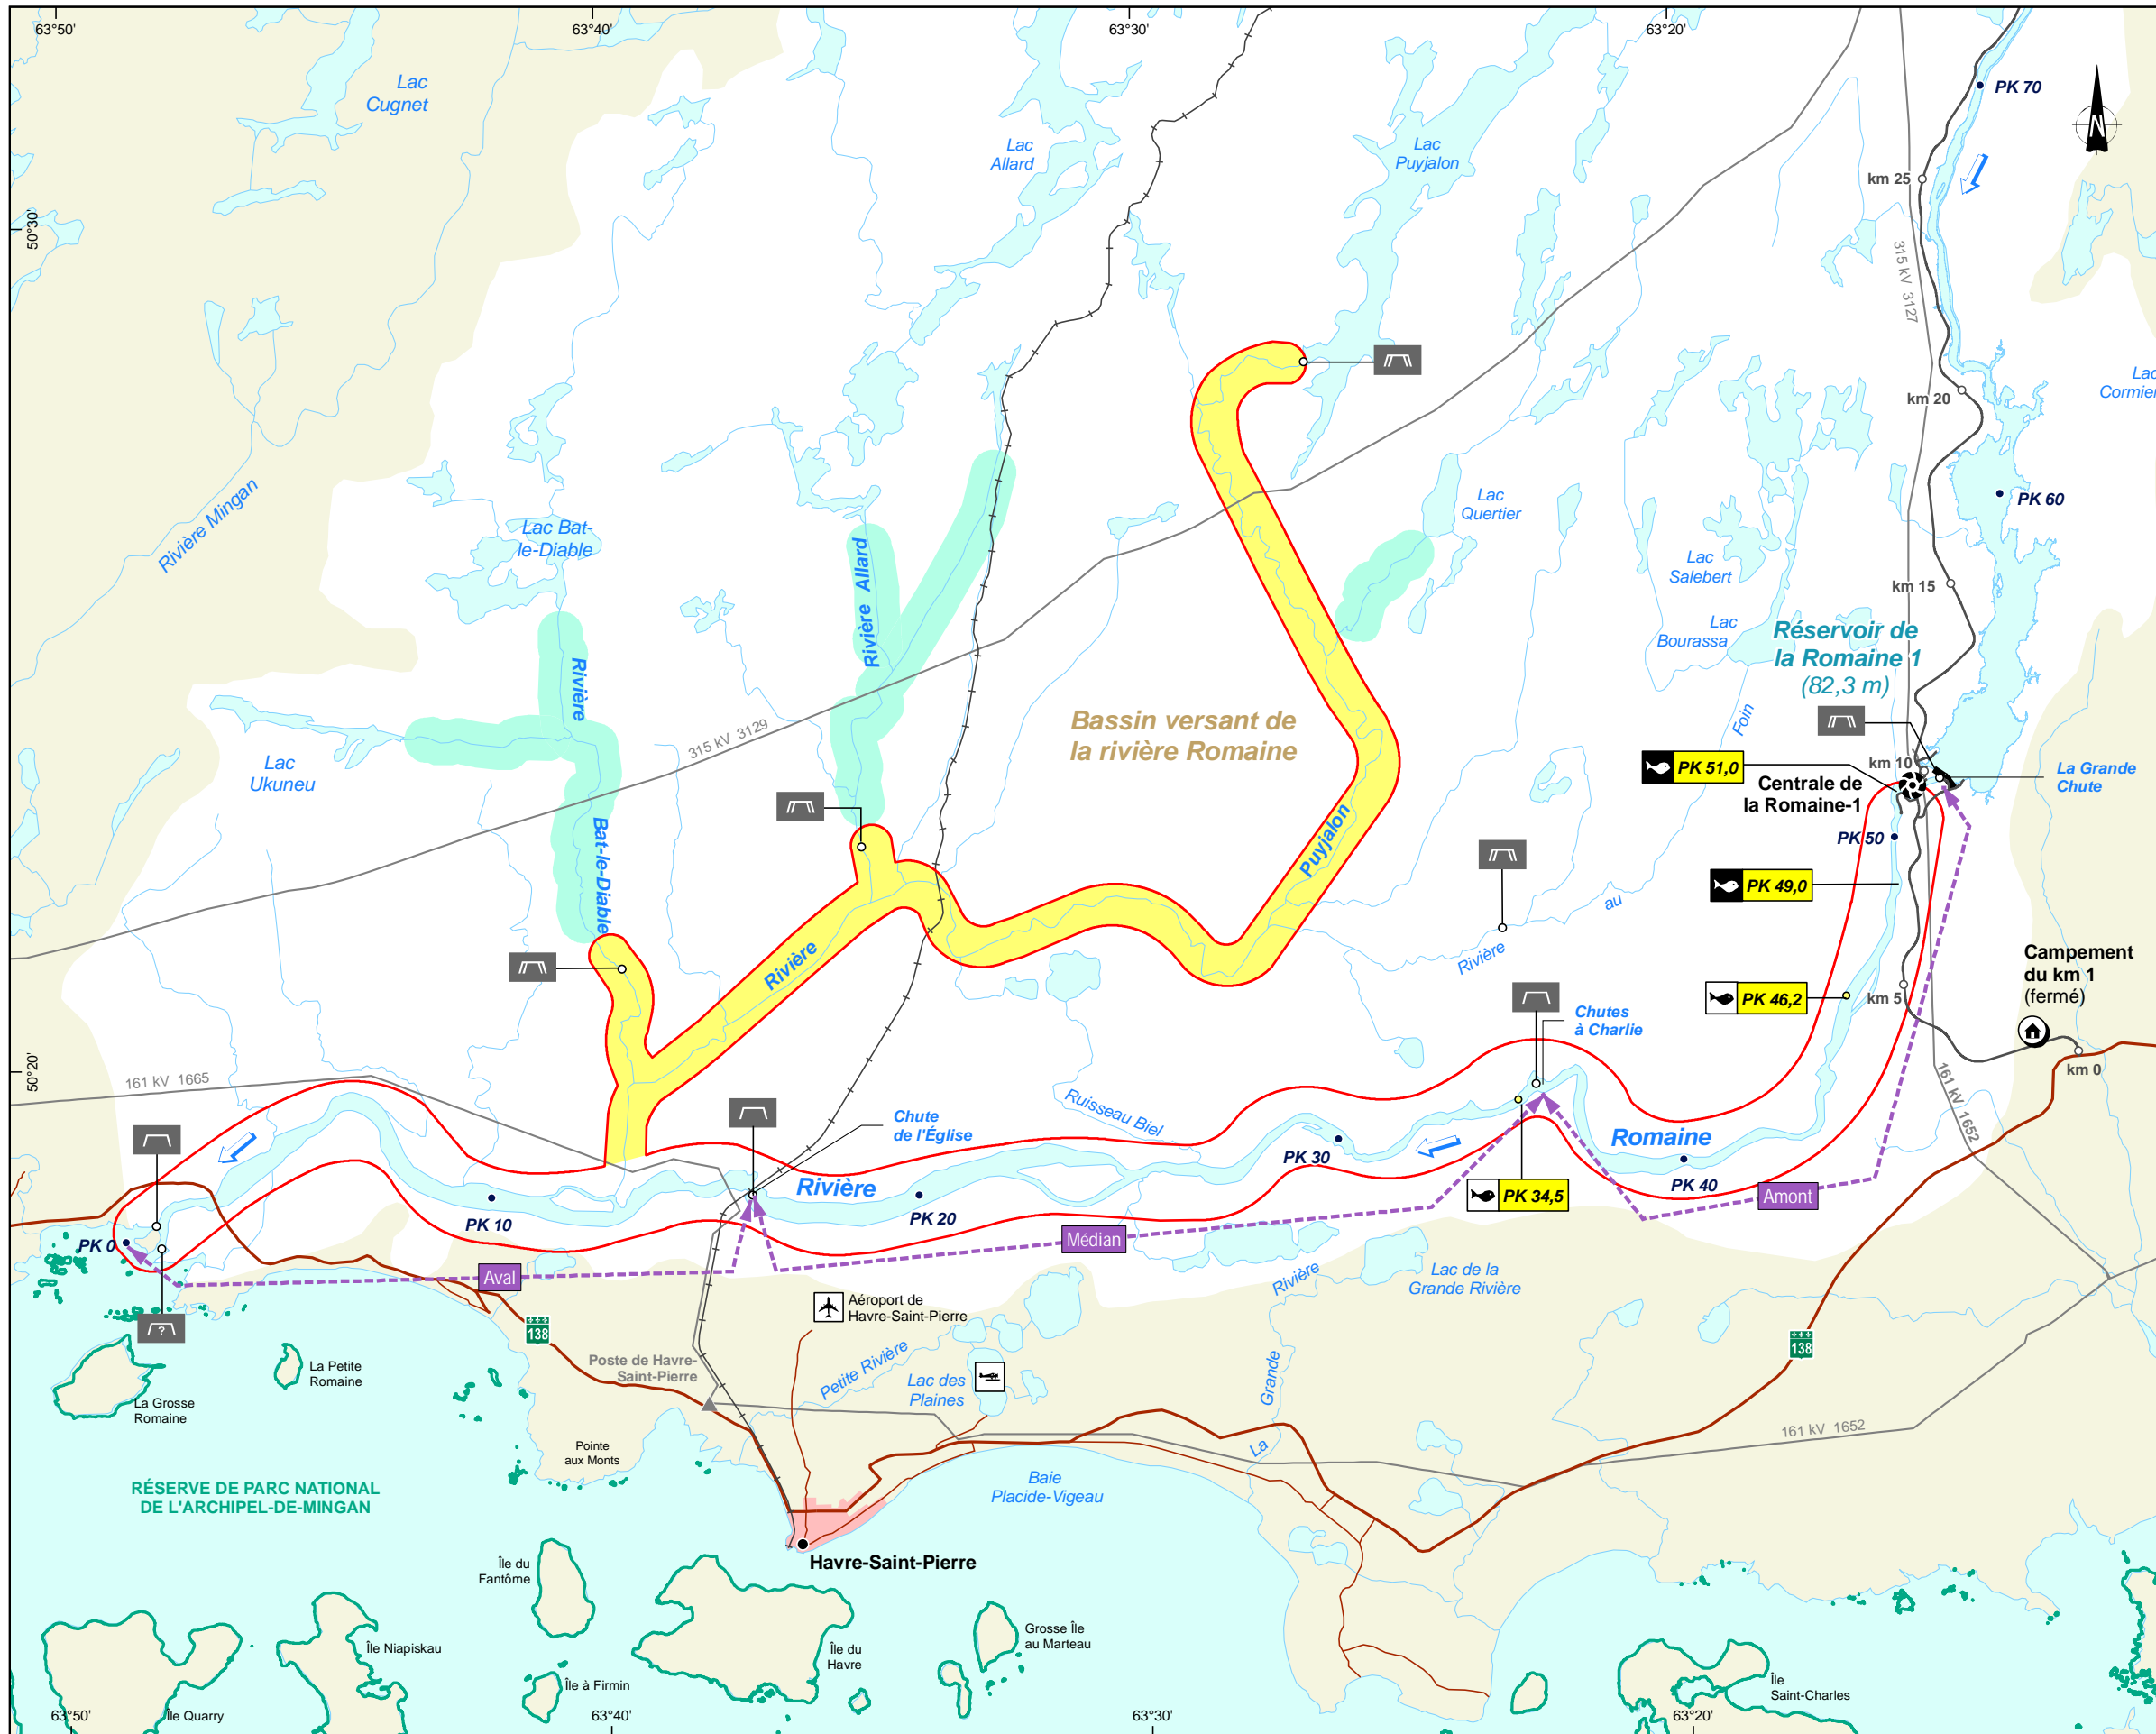 63°50'
63°40'
63°30'
63°20'
Lac
Cugnet
PK 70
N
Lac
Allard
Lac
Puyjalon
km 25
50°30'
315 kV 3127
Lac
Cormier
km 20
Rivière Mingan
Lac Bat-
le-Diable
Rivière Allard
Lac
Quertier
PK 60
Lac
Salebert
km 15
Lac
Bourassa
Réservoir de
la Romaine 1
(82,3 m)
Rivière
Bat-le-Diable
315 kV 3129
Bassin versant de
la rivière Romaine
Foin
Lac
Ukuneu
PK 51,0
km 10
La Grande
Chute
Centrale de
la Romaine-1
Puyjalon
PK 50
PK 49,0
au
Rivière
Rivière
Campement
du km 1
(fermé)
PK 46,2
km 5
Chutes
à Charlie
50°20'
161 kV 1665
km 0
161 kV 1652
Ruisseau Biel
Chute
de l'Église
Romaine
PK 30
Rivière
PK 40
PK 34,5
Amont
PK 20
PK 10
PK 0
Médian
Aval
?
Rivière
Lac de la
Grande Rivière
Aéroport de
Havre-Saint-Pierre
138
138
La Petite
Romaine
Poste de Havre-
Saint-Pierre
Petite Rivière
Lac des
Plaines
Grande
La
La Grosse
Romaine
161 kV 1652
Pointe
aux Monts
Baie
Placide-Vigeau
RÉSERVE DE PARC NATIONAL
DE L'ARCHIPEL-DE-MINGAN
Havre-Saint-Pierre
Île du
Fantôme
Grosse Île
au Marteau
Île Niapiskau
Île du
Havre
Île à Firmin
Île
Saint-Charles
Île Quarry
63°50'
63°40'
63°30'
63°20'